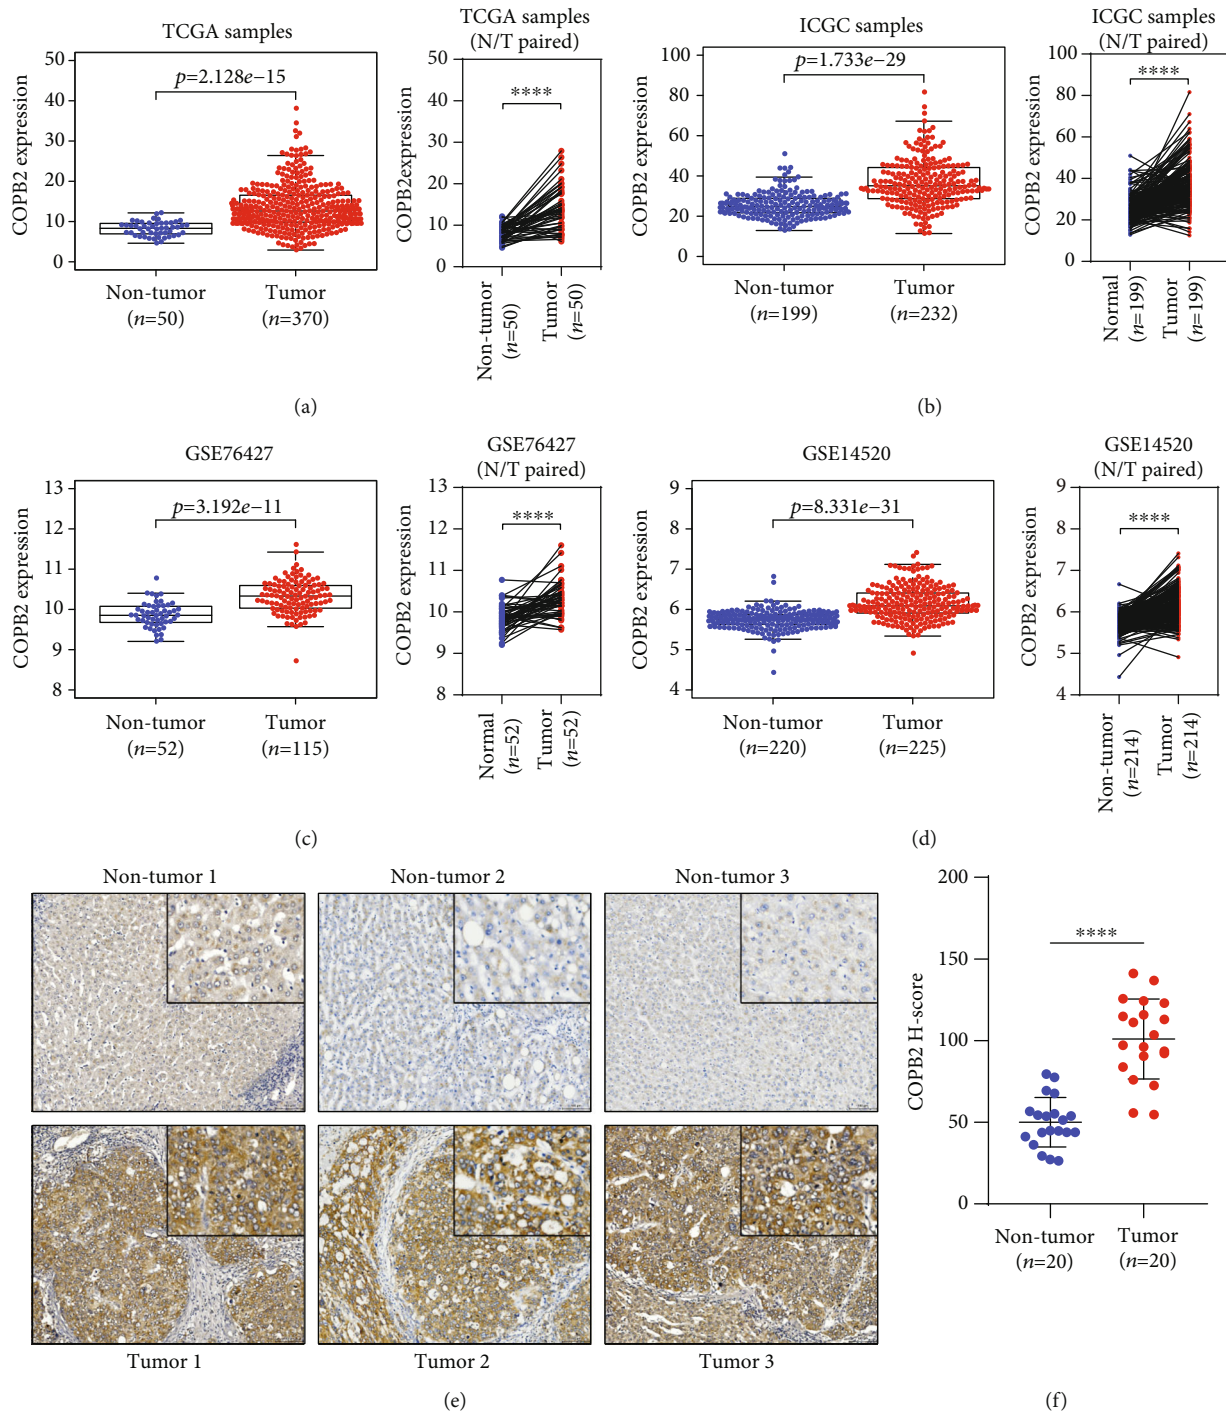 TCGA samples
COPB2 expression
50
40
30
20
10
0
p=2.128e−15
Non-tumor
(n=50)
Tumor
(n=370)
TCGA samples
(N/T paired)
COPB2expression
50
40
30
20
10
0
****
Non-tumor
(n=50)
Tumor
(n=50)
(a)
ICGC samples
COPB2 expression
100
80
60
40
20
0
p=1.733e−29
Non-tumor
(n=199)
Tumor
(n=232)
ICGC samples
(N/T paired)
COPB2 expression
100
80
60
40
20
0
****
Normal
(n=199)
Tumor
(n=199)
(b)
GSE76427
COPB2 expression
13
12
11
10
9
8
p=3.192e−11
Non-tumor
(n=52)
Tumor
(n=115)
GSE76427
(N/T paired)
COPB2 expression
13
12
11
10
9
8
****
Normal
(n=52)
Tumor
(n=52)
(c)
GSE14520
COPB2 expression
9
8
7
6
5
4
p=8.331e−31
Non-tumor
(n=220)
Tumor
(n=225)
GSE14520
(N/T paired)
COPB2 expression
9
8
7
6
5
4
****
Non-tumor
(n=214)
Tumor
(n=214)
(d)
Non-tumor 1
Non-tumor 2
Non-tumor 3
Tumor 1
Tumor 2
Tumor 3
(e)
COPB2 H-score
200
150
100
50
0
****
Non-tumor
(n=20)
Tumor
(n=20)
(f)